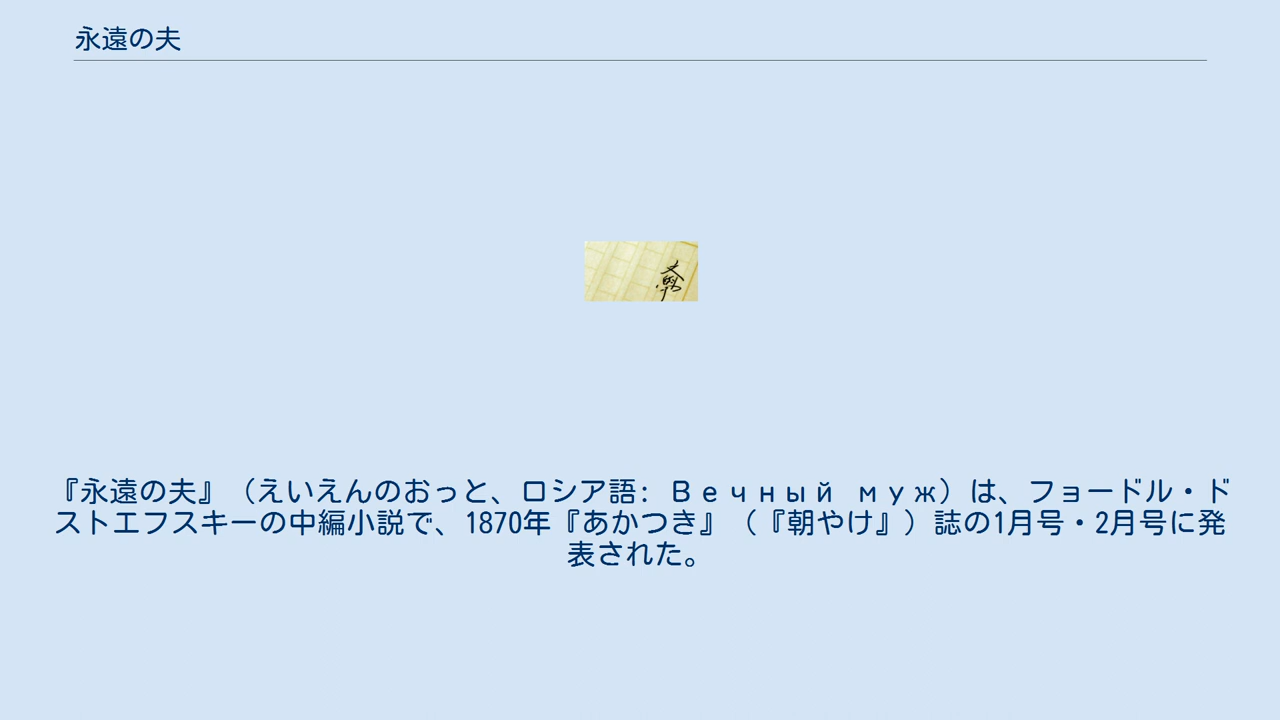 永遠の夫
『永遠の夫』（えいえんのおっと、ロシア語: Вечный муж）は、フョードル・ド
ストエフスキーの中編小説で、1870年『あかつき』（『朝やけ』）誌の1月号・2月号に発
表された。